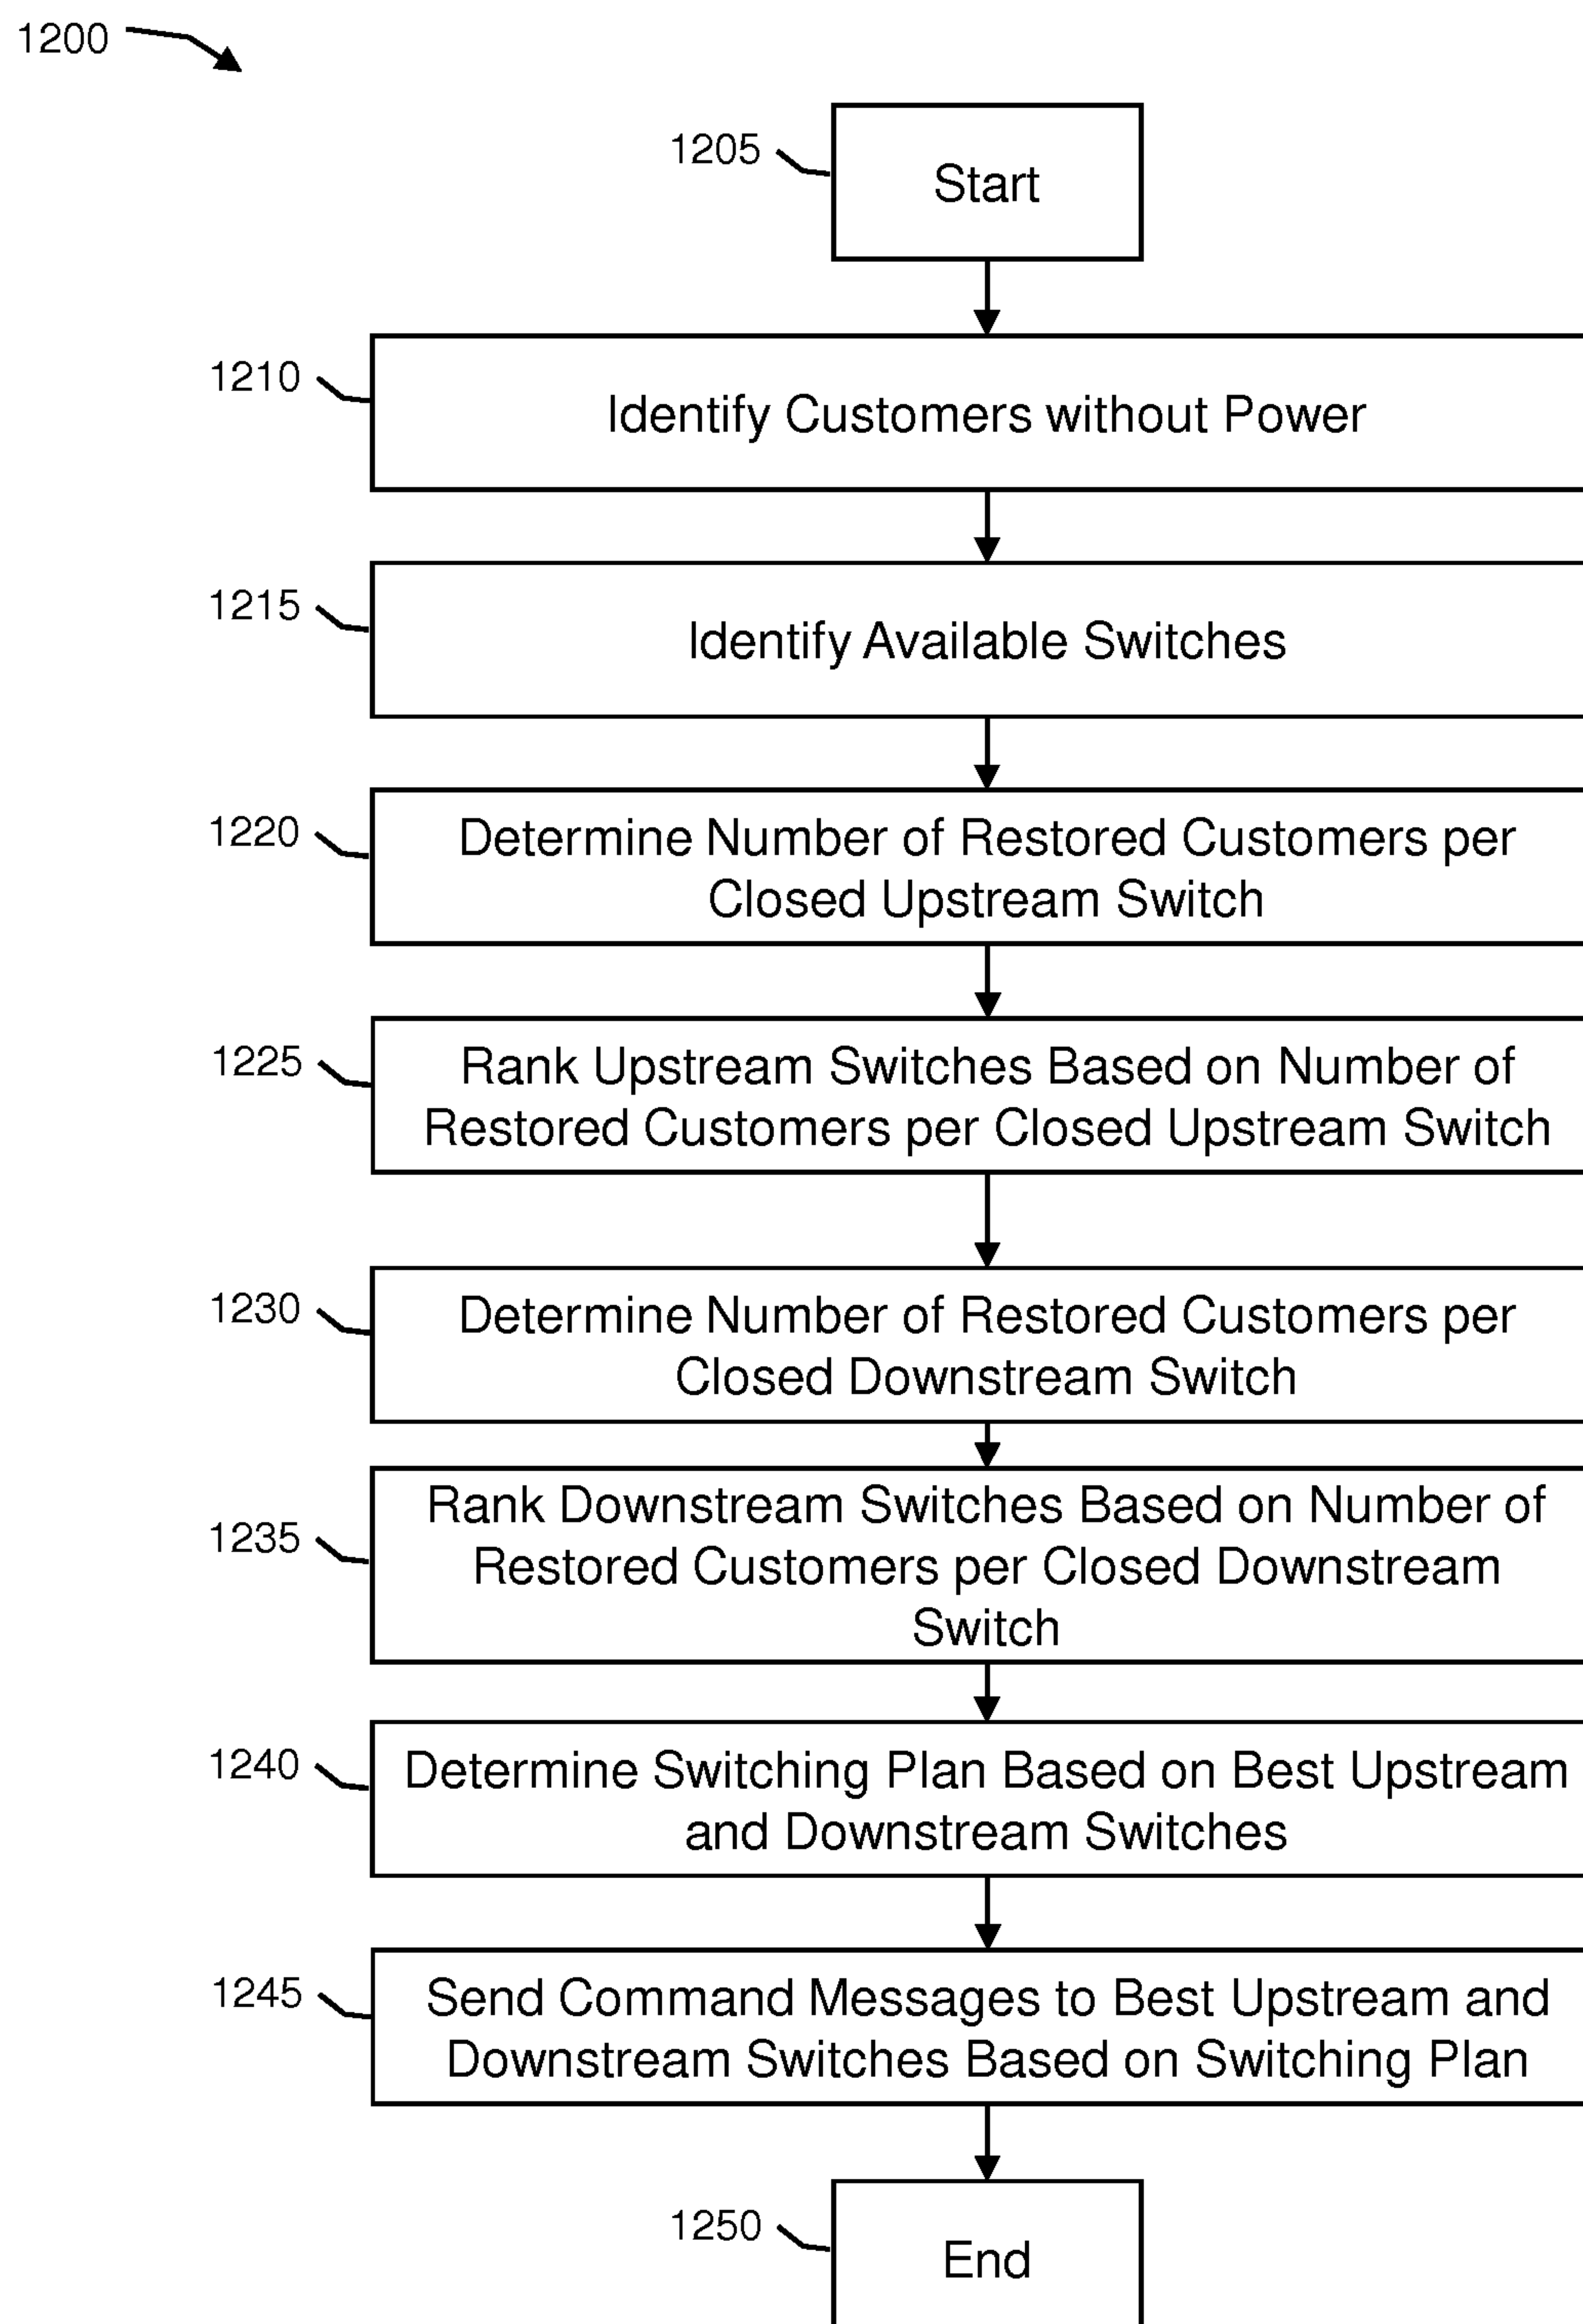 1200
1205
Start
1210
Identify Customers without Power
1215
Identify Available Switches
1220
Determine Number of Restored Customers per
Closed Upstream Switch
1225
Rank Upstream Switches Based on Number of
Restored Customers per Closed Upstream Switch
1230
Determine Number of Restored Customers per
Closed Downstream Switch
1235
Rank Downstream Switches Based on Number of
Restored Customers per Closed Downstream
Switch
1240
Determine Switching Plan Based on Best Upstream
and Downstream Switches
1245
Send Command Messages to Best Upstream and
Downstream Switches Based on Switching Plan
1250
End